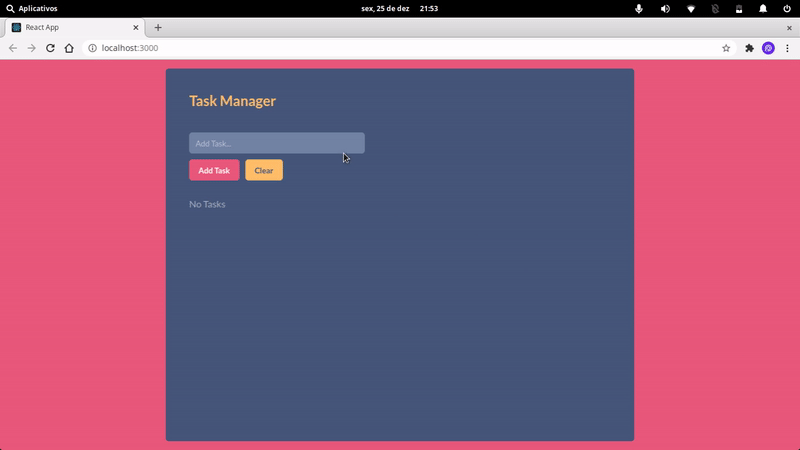 Aplicativos
sex, 25 de dez 21:53
React App
localhost:3000
Task Manager
Add Task...
Add Task
Clear
No Tasks